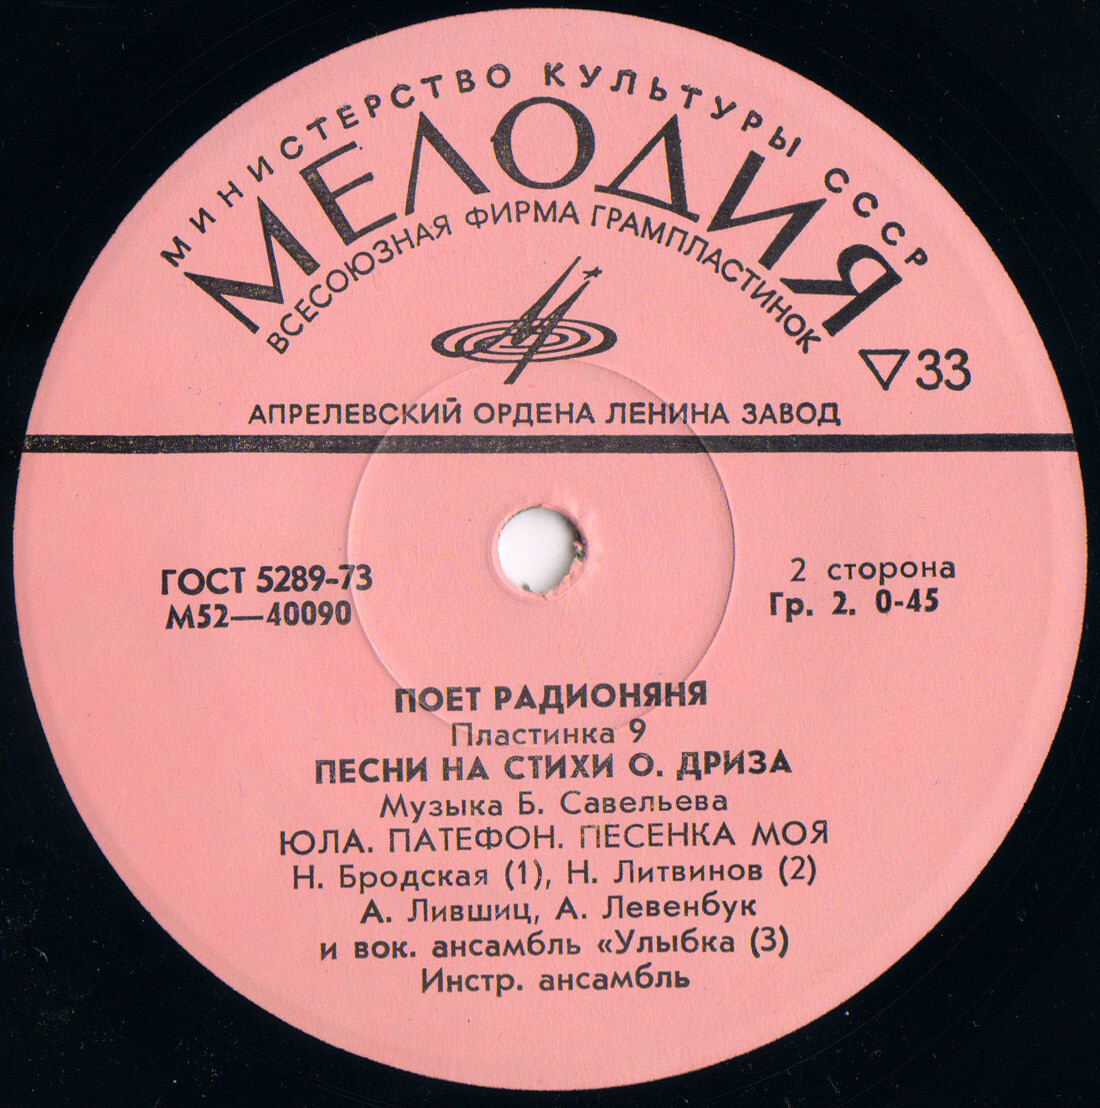 МИНИСТЕРСТВО КУЛЬТУРЫ СССР
МЕЛОДИЯ
ВСЕСОЮЗНАЯ ФИРМА ГРАМПЛАСТИНОК
33
АПРЕЛЕВСКИЙ ОРДЕНА ЛЕНИНА ЗАВОД
ГОСТ 5289-73
М52—40090
2 сторона
Гр. 2. 0-45
ПОЕТ РАДИОНЯНЯ
Пластинка 9
ПЕСНИ НА СТИХИ О. ДРИЗА
Музыка Б. Савельева
ЮЛА. ПАТЕФОН. ПЕСЕНКА МОЯ
Н. Бродская (1), Н. Литвинов (2)
А. Лившиц, А. Левенбук
и вок. ансамбль «Улыбка (3)
Инстр. ансамбль